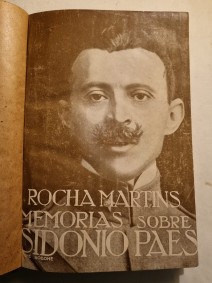 ROCHA MARTINS
MEMORIAS SOBRE
SIDONIO PAES